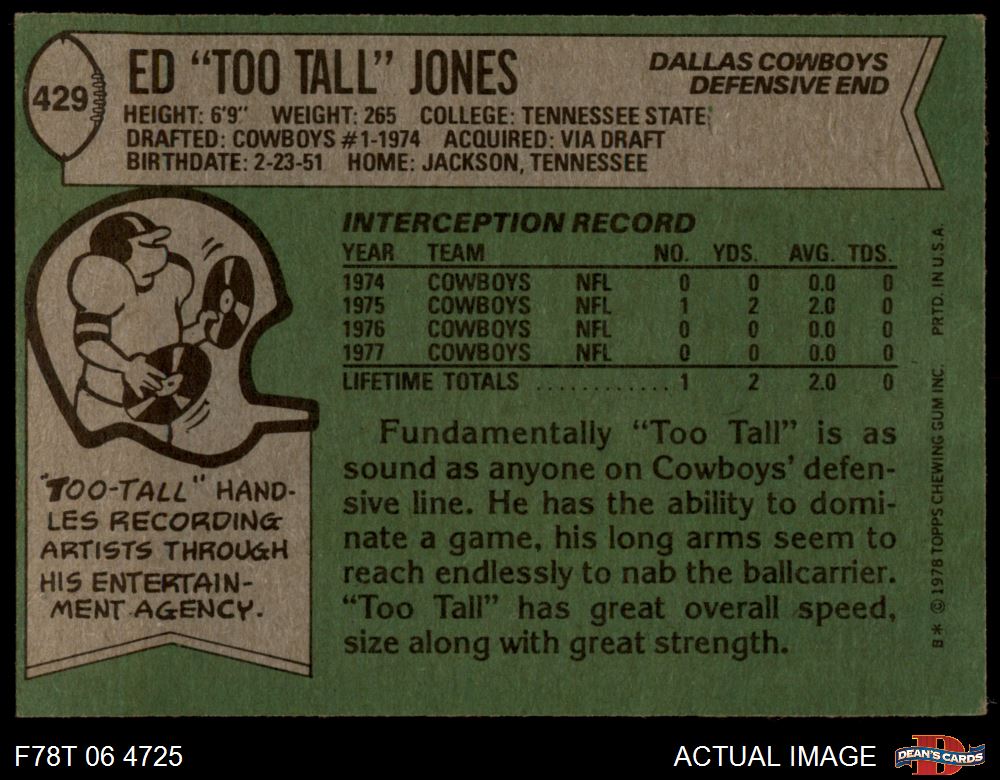 429
ED “TOO TALL” JONES
DALLAS COWBOYS
DEFENSIVE END
HEIGHT: 6'9" WEIGHT: 265 COLLEGE: TENNESSEE STATE
DRAFTED: COWBOYS #1-1974 ACQUIRED: VIA DRAFT
BIRTHDATE: 2-23-51 HOME: JACKSON, TENNESSEE
INTERCEPTION RECORD
YEAR TEAM NO. YDS. AVG. TDS.
1974 COWBOYS NFL 0 0 0.0 0
1975 COWBOYS NFL 1 2 2.0 0
1976 COWBOYS NFL 0 0 0.0 0
1977 COWBOYS NFL 0 0 0.0 0
LIFETIME TOTALS ............ 1 2 2.0 0
Fundamentally “Too Tall” is as
sound as anyone on Cowboys’ defen-
sive line. He has the ability to domi-
nate a game, his long arms seem to
reach endlessly to nab the ballcarrier.
“Too Tall” has great overall speed,
size along with great strength.
"TOO-TALL" HAND-
LES RECORDING
ARTISTS THROUGH
HIS ENTERTAIN-
MENT AGENCY.
B* © 1978 TOPPS CHEWING GUM INC. PRTD. IN U.S.A.
F78T 06 4725
ACTUAL IMAGE
D
DEAN'S CARDS